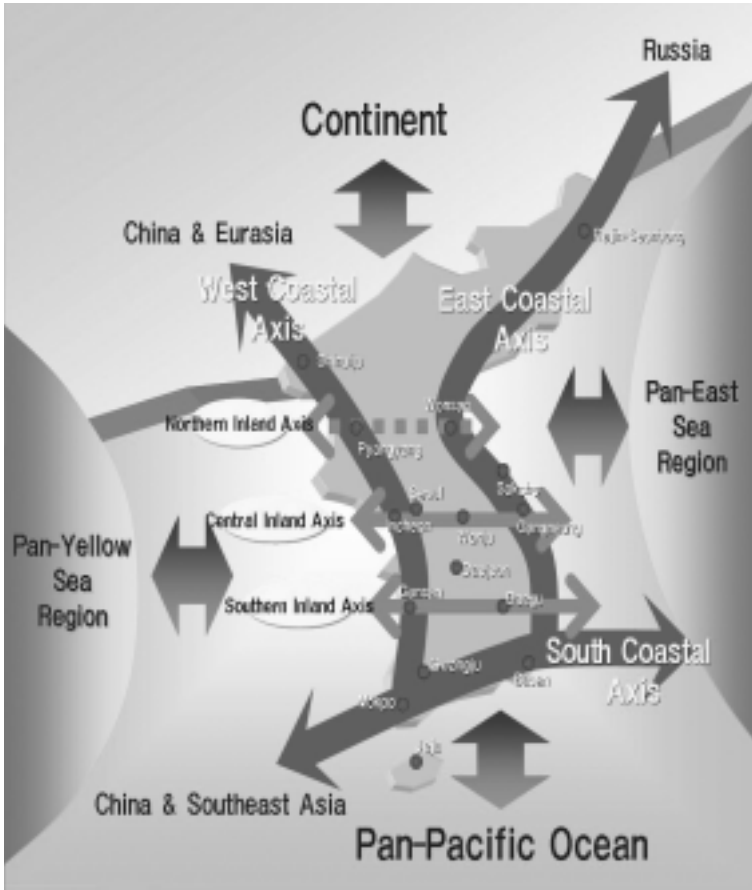 Russia
Continent
China & Eurasia
West Coastal
Axis
East Coastal
Axis
Northern Inland Axis
Pyongyang
Wonsan
Pan-East
Sea
Region
Seoul
Central Inland Axis
Incheon
Wonju
Pan-Yellow
Sea
Region
Daejeon
Southern Inland Axis
Gunsan
Daegu
Gwangju
Busan
South Coastal
Axis
Mokpo
Jeju
China & Southeast Asia
Pan-Pacific Ocean